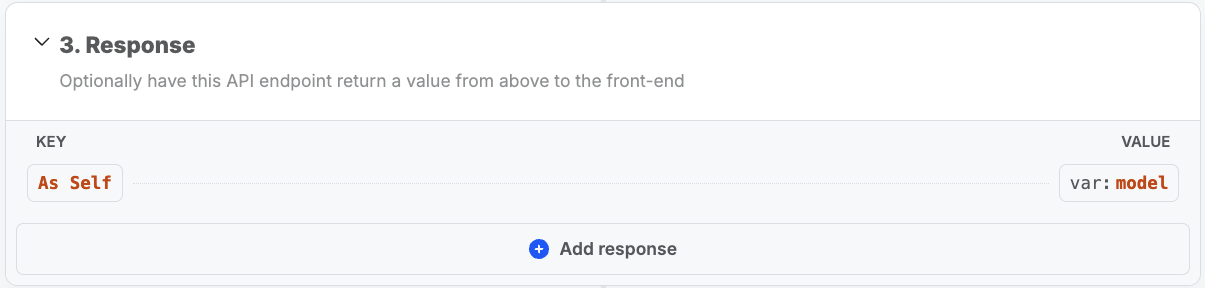 3. Response
Optionally have this API endpoint return a value from above to the front-end
KEY VALUE
As Self var: model
Add response